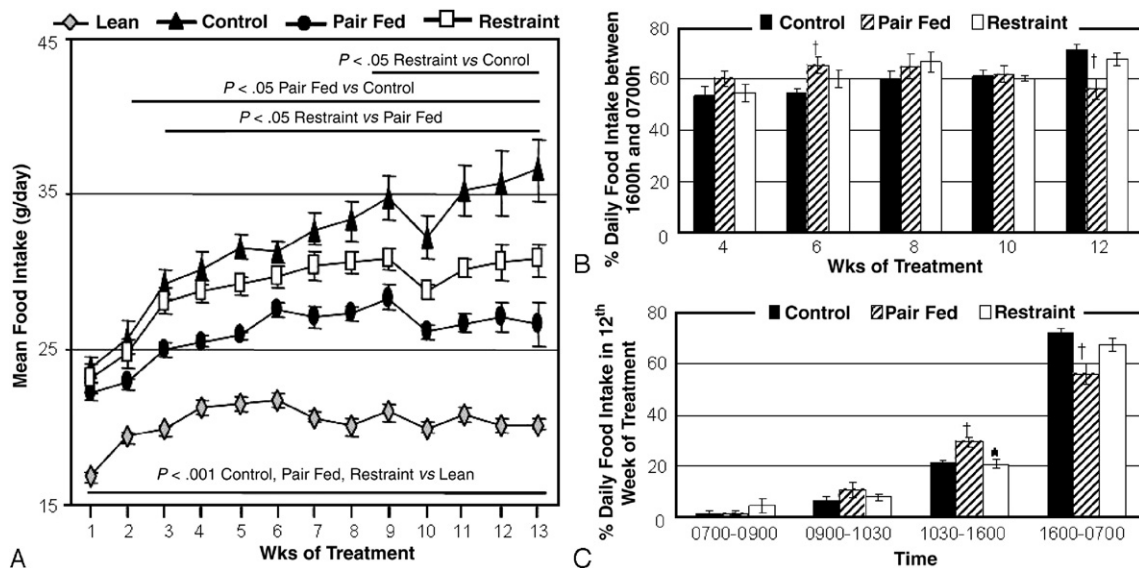 Lean Control Pair Fed Restraint
45
35
25
15
Mean Food Intake (g/day)
P < .05 Restraint vs Conrol
P < .05 Pair Fed vs Control
P < .05 Restraint vs Pair Fed
P < .001 Control, Pair Fed, Restraint vs Lean
1 2 3 4 5 6 7 8 9 10 11 12 13
Wks of Treatment
A
Control Pair Fed Restraint
% Daily Food Intake between
1600h and 0700h
80
60
40
20
0
† †
4 6 8 10 12
Wks of Treatment
B
Control Pair Fed Restraint
% Daily Food Intake in 12th
Week of Treatment
80
60
40
20
0
† †
0700-0900 0900-1030 1030-1600 1600-0700
Time
C